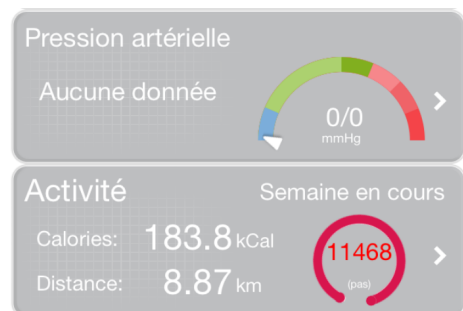 Pression artérielle
Aucune donnée
0/0
mmHg
Activité
Semaine en cours
Calories: 183.8 kCal
11468
Distance: 8.87 km
(pas)